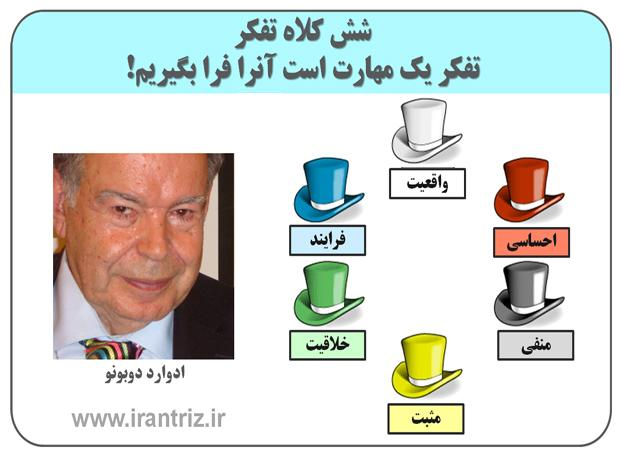 شش کلاه تفکر
تفکر یک مهارت است آنرا فرا بگیریم!
واقعیت
احساسی
فرایند
منفی
خلاقیت
مثبت
ادوارد دوبونو
www.irantriz.ir